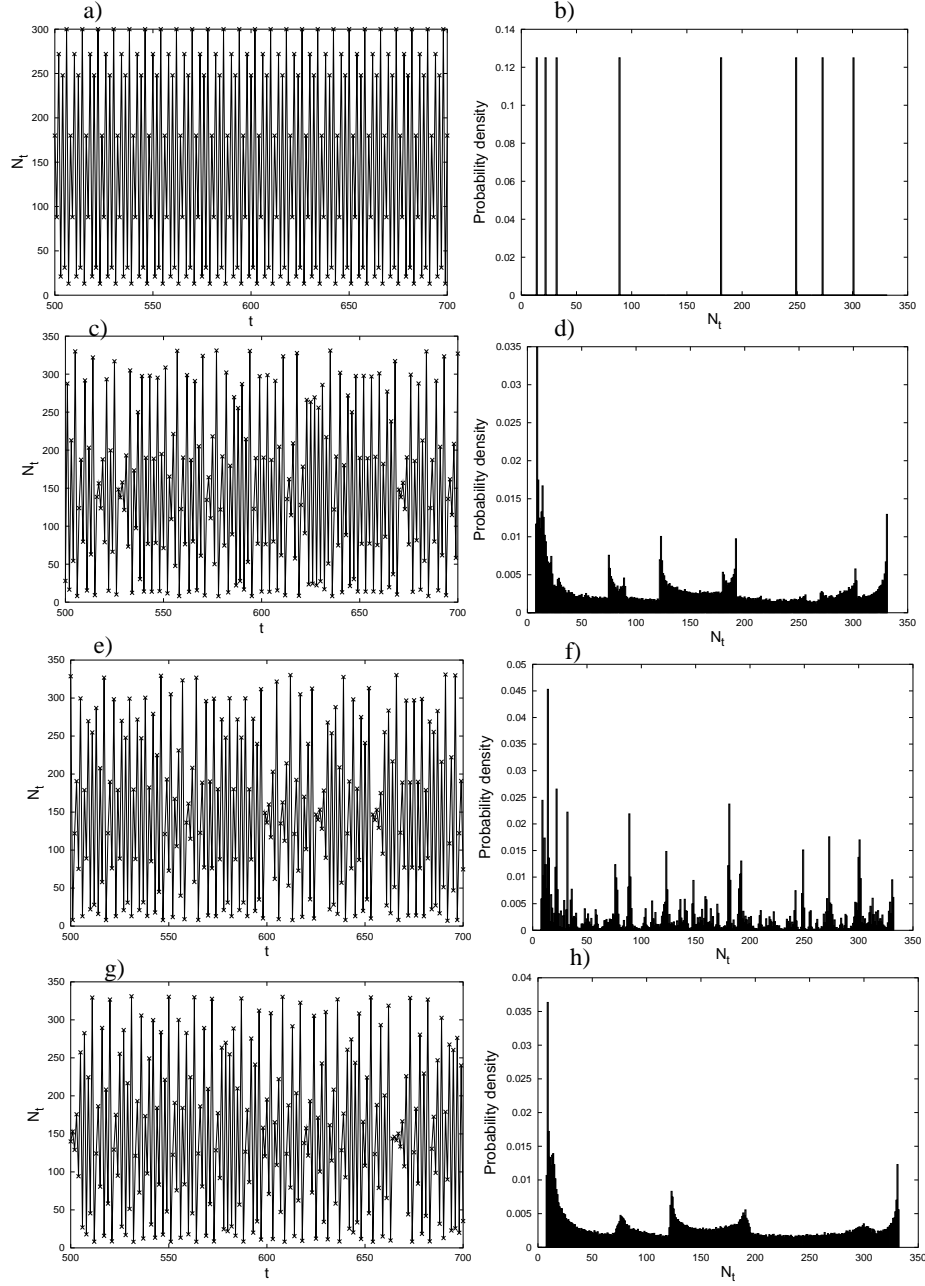 a)
300
250
200
150
100
50
0
N_t
500 550 600 650 700
t
b)
0.14
0.12
0.1
0.08
0.06
0.04
0.02
0
Probability density
0 50 100 150 200 250 300 350
N_t
c)
350
300
250
200
150
100
50
0
N_t
500 550 600 650 700
t
d)
0.035
0.03
0.025
0.02
0.015
0.01
0.005
0
Probability density
0 50 100 150 200 250 300 350
N_t
e)
350
300
250
200
150
100
50
0
N_t
500 550 600 650 700
t
f)
0.05
0.045
0.04
0.035
0.03
0.025
0.02
0.015
0.01
0.005
0
Probability density
0 50 100 150 200 250 300 350
N_t
g)
350
300
250
200
150
100
50
0
N_t
500 550 600 650 700
t
h)
0.04
0.035
0.03
0.025
0.02
0.015
0.01
0.005
0
Probability density
0 50 100 150 200 250 300 350
N_t